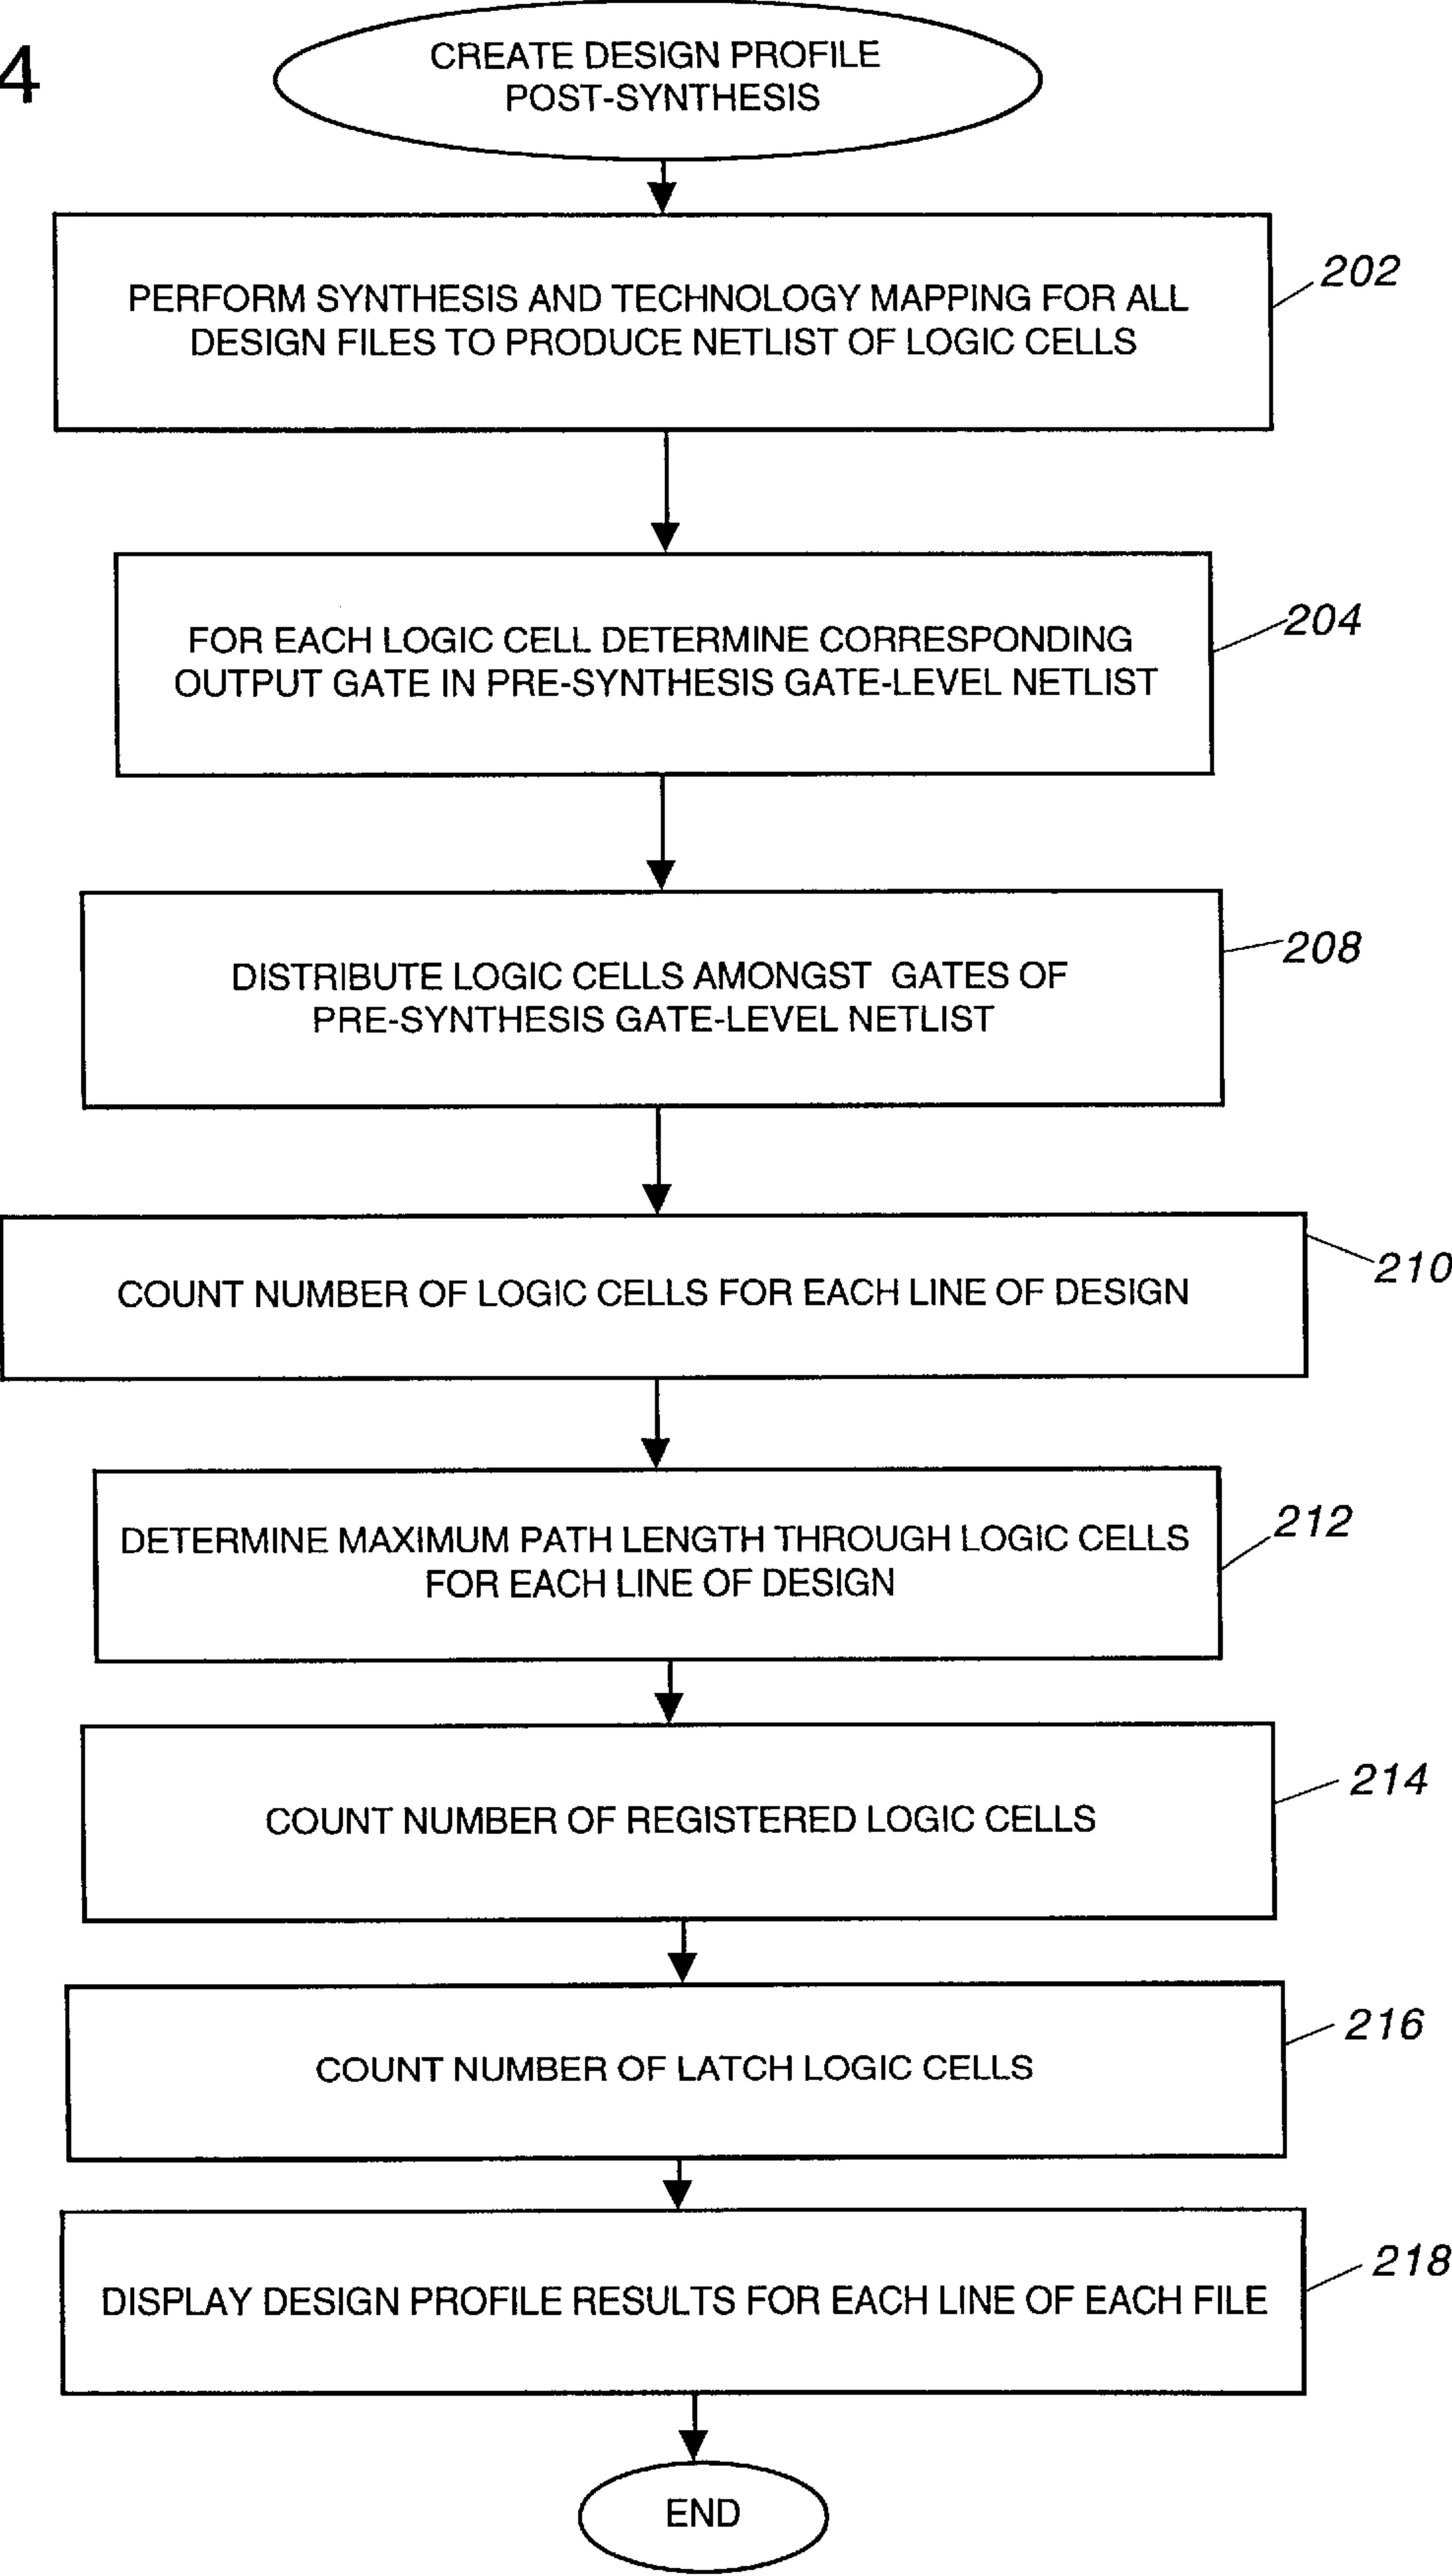 4
CREATE DESIGN PROFILE
POST-SYNTHESIS
202
PERFORM SYNTHESIS AND TECHNOLOGY MAPPING FOR ALL
DESIGN FILES TO PRODUCE NETLIST OF LOGIC CELLS
204
FOR EACH LOGIC CELL DETERMINE CORRESPONDING
OUTPUT GATE IN PRE-SYNTHESIS GATE-LEVEL NETLIST
208
DISTRIBUTE LOGIC CELLS AMONGST GATES OF
PRE-SYNTHESIS GATE-LEVEL NETLIST
210
COUNT NUMBER OF LOGIC CELLS FOR EACH LINE OF DESIGN
212
DETERMINE MAXIMUM PATH LENGTH THROUGH LOGIC CELLS
FOR EACH LINE OF DESIGN
214
COUNT NUMBER OF REGISTERED LOGIC CELLS
216
COUNT NUMBER OF LATCH LOGIC CELLS
218
DISPLAY DESIGN PROFILE RESULTS FOR EACH LINE OF EACH FILE
END